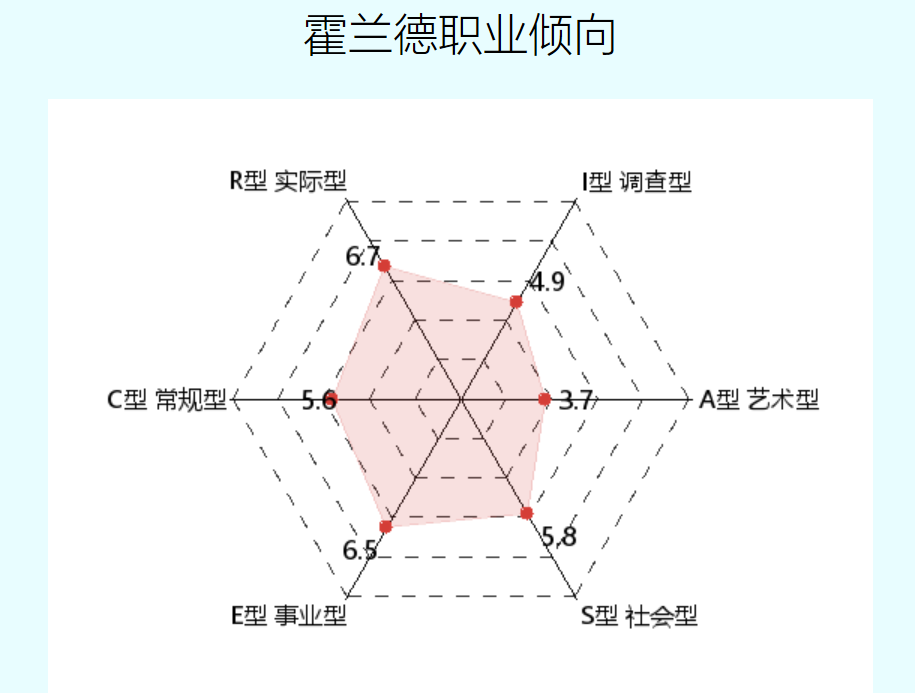 霍兰德职业倾向
R型 实际型
I型 调查型
6.7
4.9
C型 常规型
5.6
3.7
A型 艺术型
6.5
5.8
E型 事业型
S型 社会型